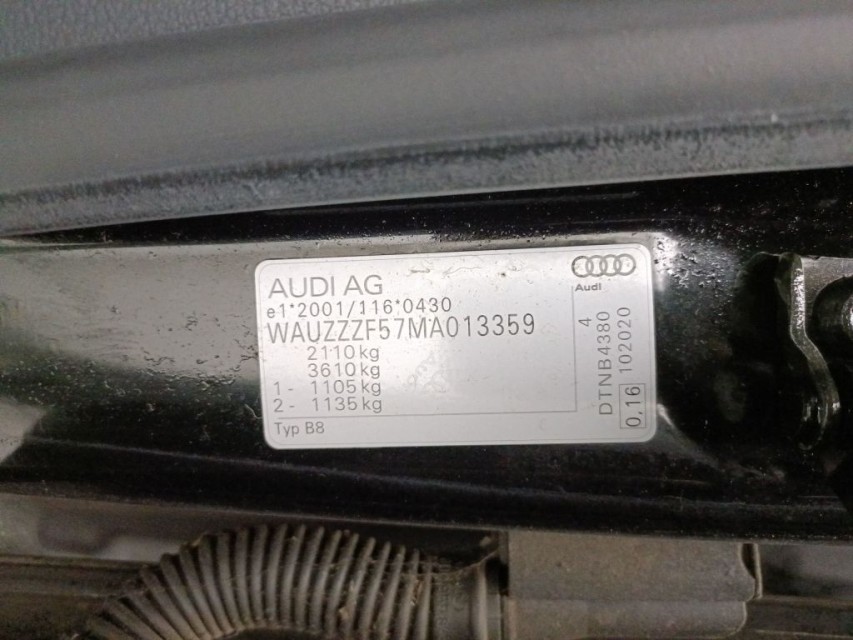 AUDI AG
e1*2001/116*0430
WAUZZZF57MA013359
2110 kg
3610 kg
1- 1105 kg
2- 1135 kg
Typ B8
Audi
4
DTNB4380
102020
0,16